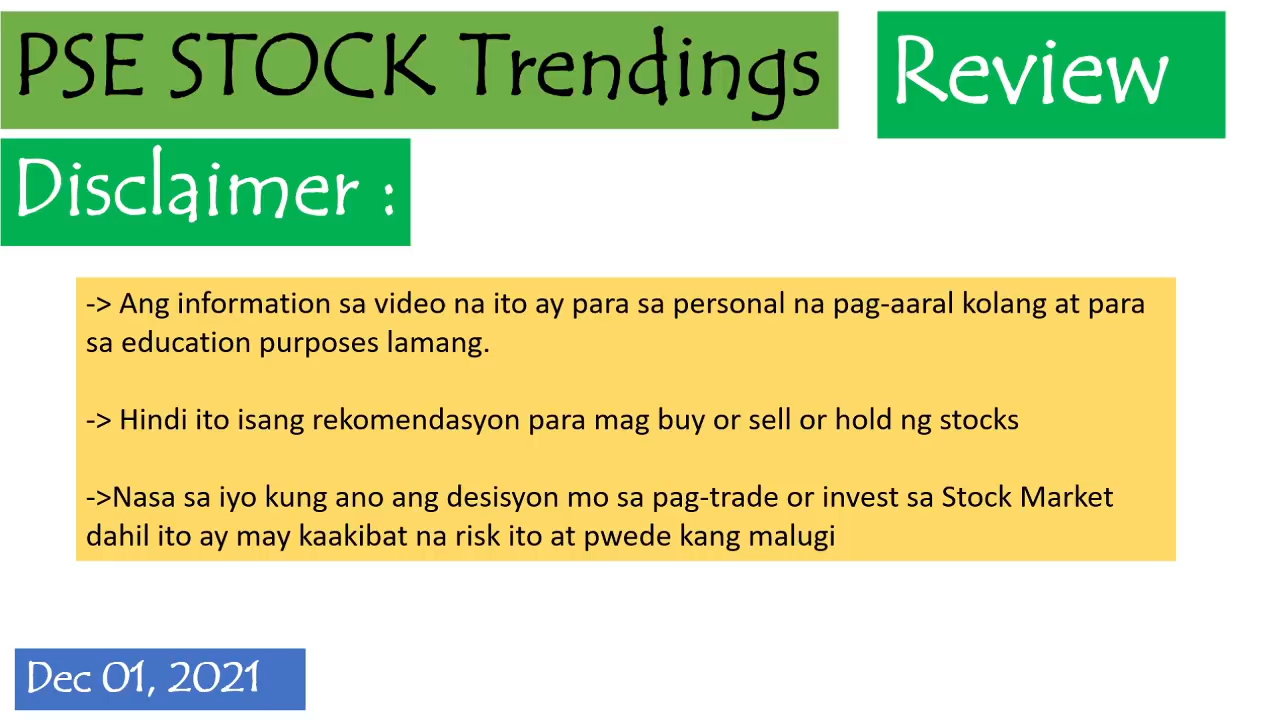 PSE STOCK Trendings
Review
Disclaimer :
-> Ang information sa video na ito ay para sa personal na pag-aaral kolang at para
sa education purposes lamang.
-> Hindi ito isang rekomendasyon para mag buy or sell or hold ng stocks
->Nasa sa iyo kung ano ang desisyon mo sa pag-trade or invest sa Stock Market
dahil ito ay may kaakibat na risk ito at pwede kang malugi
Dec 01, 2021